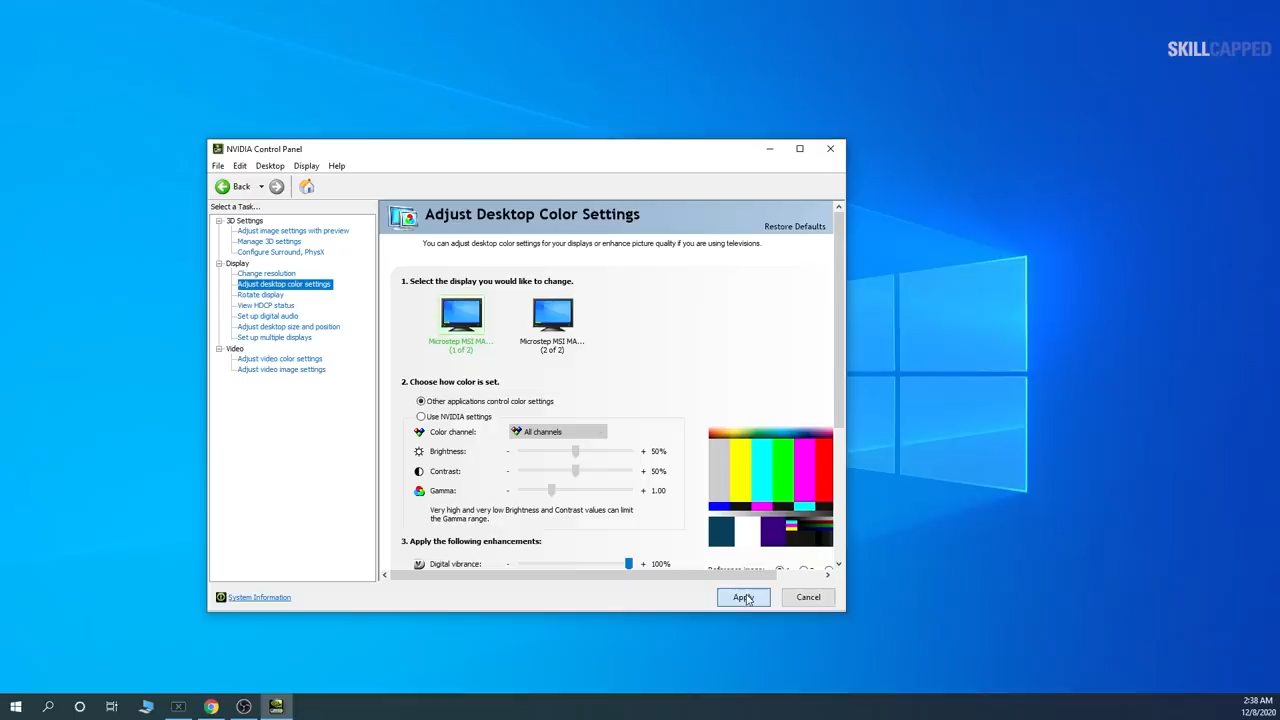 SKILLCAPPED
NVIDIA Control Panel
File Edit Desktop Display Help
Back
Select a Task...
3D Settings
Adjust image settings with preview
Manage 3D settings
Configure Surround, PhysX
Display
Change resolution
Adjust desktop color settings
Rotate display
View HDCP status
Set up digital audio
Adjust desktop size and position
Set up multiple displays
Video
Adjust video color settings
Adjust video image settings
System Information
Adjust Desktop Color Settings
Restore Defaults
You can adjust desktop color settings for your displays or enhance picture quality if you are using televisions.
1. Select the display you would like to change.
Microstep MSI MA...
(1 of 2)
Microstep MSI MA...
(2 of 2)
2. Choose how color is set.
Other applications control color settings
Use NVIDIA settings
Color channel: All channels
Brightness: - + 50%
Contrast: - + 50%
Gamma: - + 1.00
Very high and very low Brightness and Contrast values can limit
the Gamma range.
3. Apply the following enhancements:
Digital vibrance: - + 100%
Reference image:
Apply Cancel
2:38 AM
12/8/2020